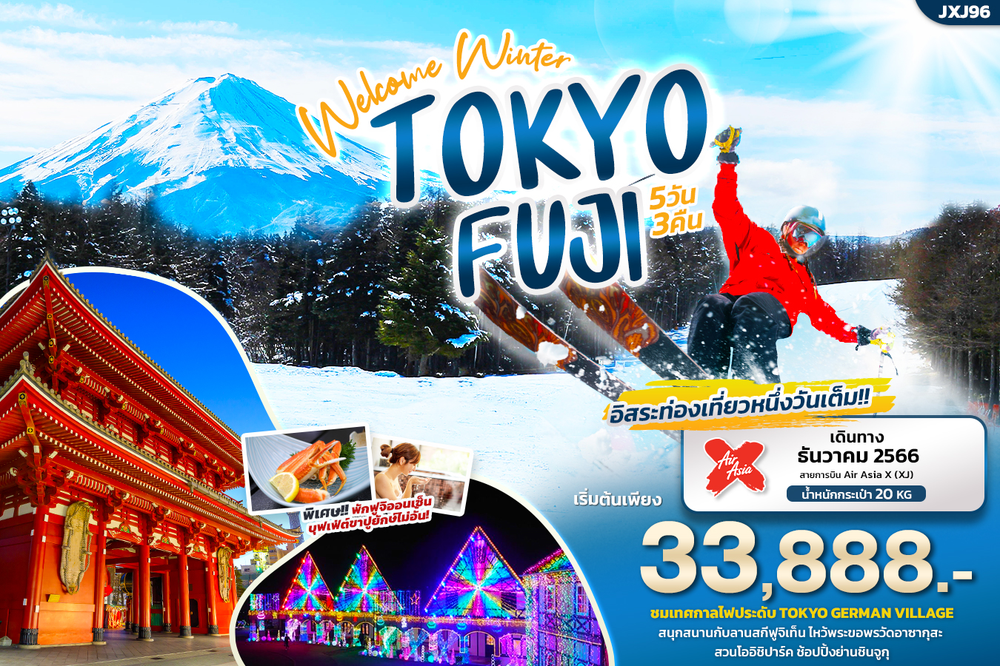 JXJ96
Welcome Winter
TOKYO
FUJI
5วัน
3คืน
อิสระท่องเที่ยวหนึ่งวันเต็ม!!
Air
Asia
X
เดินทาง
ธันวาคม 2566
สายการบิน Air Asia X (XJ)
น้ำหนักกระเป๋า 20 KG
พิเศษ!! พักฟูจิออนเซ็น
บุฟเฟ่ต์ขาปูยักษ์ไม่อั้น!
เริ่มต้นเพียง
33,888.-
ชมเทศกาลไฟประดับ TOKYO GERMAN VILLAGE
สนุกสนานกับลานสกีฟูจิเท็น ไหว้พระขอพรวัดอาซากุสะ
สวนโออิชิปาร์ค ช้อปปิ้งย่านชินจูกุ